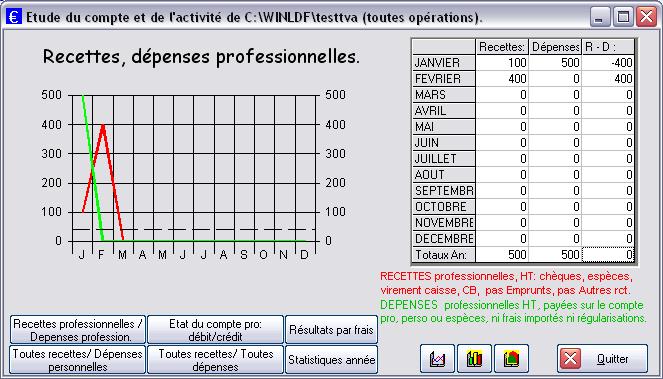 Etude du compte et de l'activité de C:\WINLDF\testtva (toutes opérations).
Recettes, dépenses professionnelles.
500 500
400 400
300 300
200 200
100 100
0 0
J F M A M J J A S O N D
Recettes: Dépenses R - D :
JANVIER 100 500 -400
FEVRIER 400 0 400
MARS 0 0 0
AVRIL 0 0 0
MAI 0 0 0
JUIN 0 0 0
JUILLET 0 0 0
AOUT 0 0 0
SEPTEMBRE 0 0 0
OCTOBRE 0 0 0
NOVEMBRE 0 0 0
DECEMBRE 0 0 0
Totaux An: 500 500 0
RECETTES professionnelles, HT: chèques, espèces,
virement caisse, CB, pas Emprunts, pas Autres rct.
DEPENSES professionnelles HT, payées sur le compte
pro, perso ou espèces, ni frais importés ni régularisations.
Recettes professionnelles /
Depenses profession.
Etat du compte pro:
débit/crédit
Résultats par frais
Toutes recettes/ Dépenses
personnelles
Toutes recettes/ Toutes
dépenses
Statistiques année
Quitter